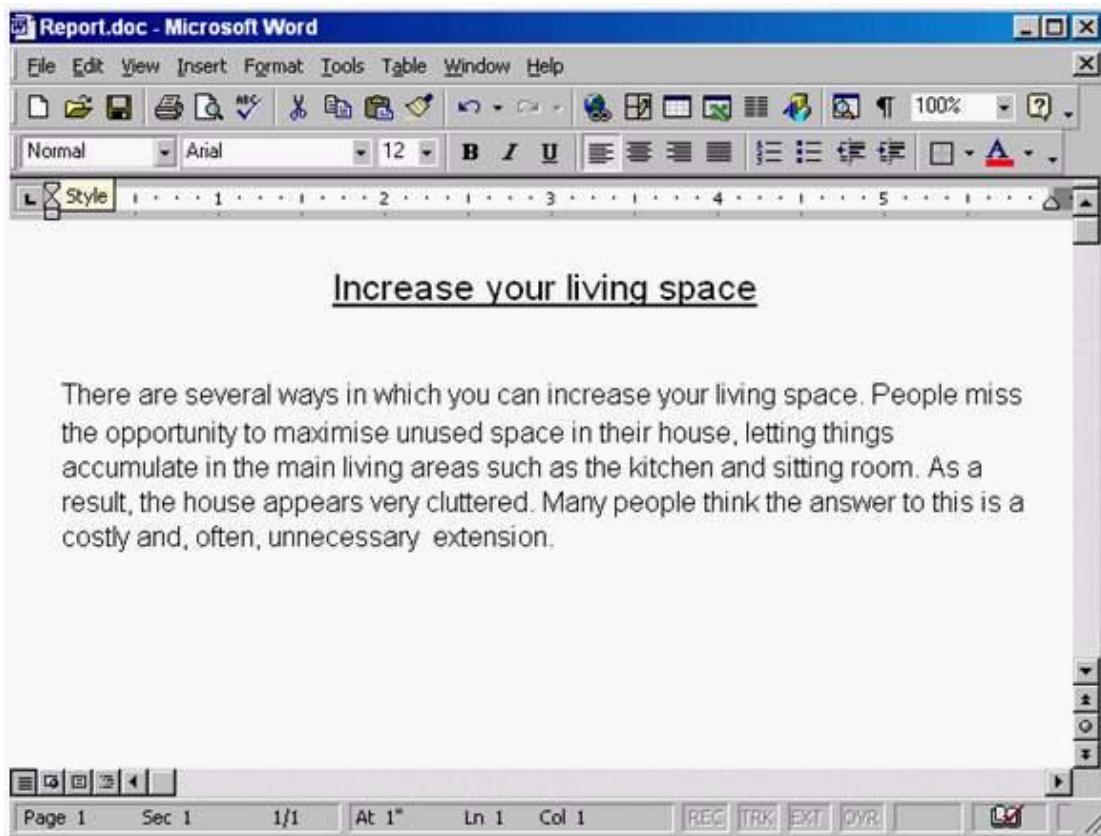 Report.doc - Microsoft Word
File Edit View Insert Format Tools Table Window Help
ABC 100%
Normal Arial 12 B I U A
L Style 1 2 3 4 5
Increase your living space
There are several ways in which you can increase your living space. People miss
the opportunity to maximise unused space in their house, letting things
accumulate in the main living areas such as the kitchen and sitting room. As a
result, the house appears very cluttered. Many people think the answer to this is a
costly and, often, unnecessary  extension.
Page 1 Sec 1 1/1 At 1" Ln 1 Col 1 REC TRK EXT OVR